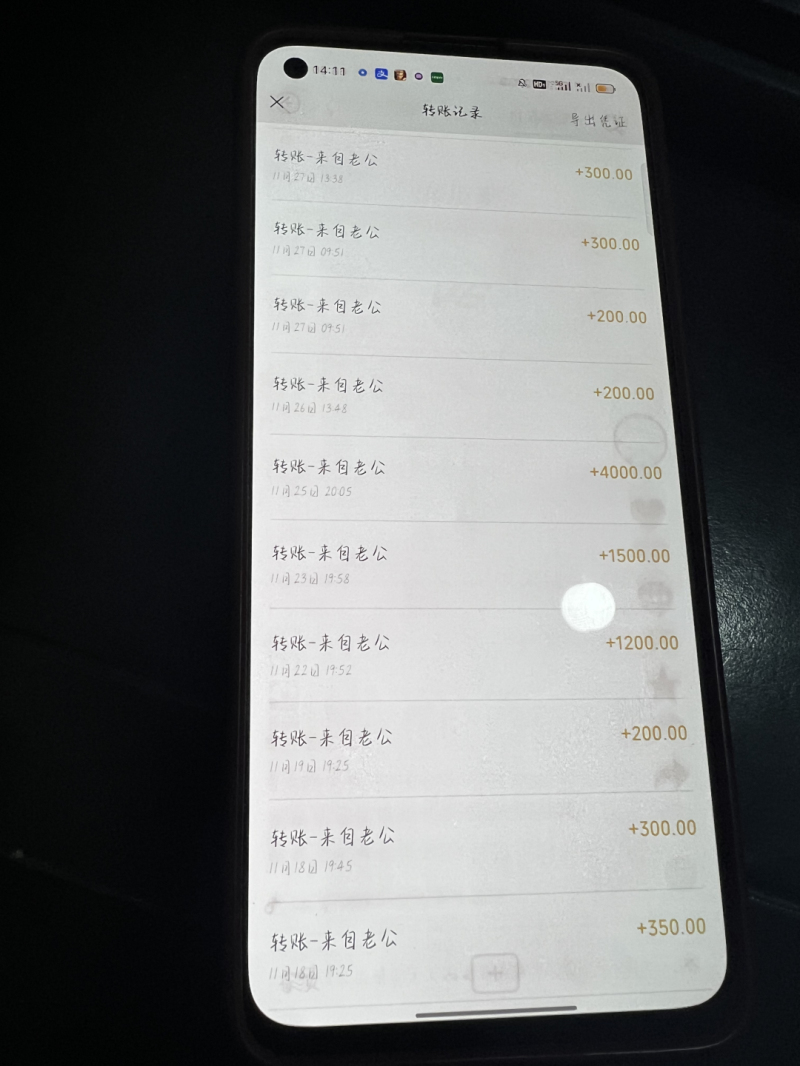 14:11
转账记录
导出凭证
转账-来自老公
+300.00
11月27日 13:38
转账-来自老公
+300.00
11月27日 09:51
转账-来自老公
+200.00
11月27日 09:51
转账-来自老公
+200.00
11月26日 13:48
转账-来自老公
+4000.00
11月25日 20:05
转账-来自老公
+1500.00
11月23日 19:58
转账-来自老公
+1200.00
11月22日 19:52
转账-来自老公
+200.00
11月19日 19:25
转账-来自老公
+300.00
11月18日 19:45
转账-来自老公
+350.00
11月18日 19:25